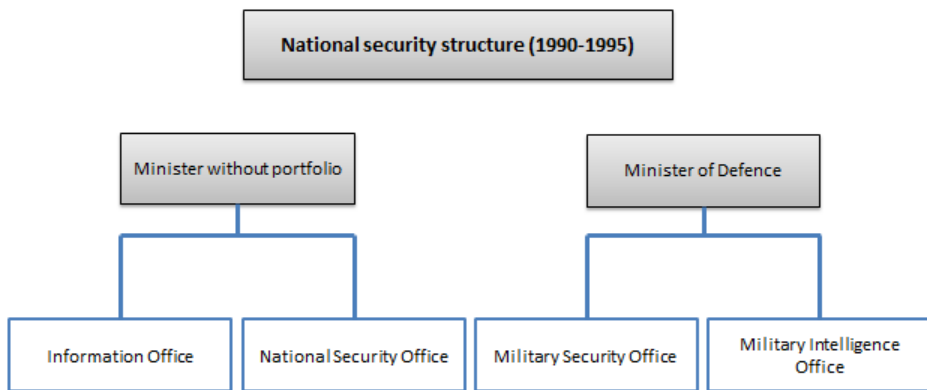 National security structure (1990-1995)
Minister without portfolio
Minister of Defence
Information Office
National Security Office
Military Security Office
Military Intelligence
Office